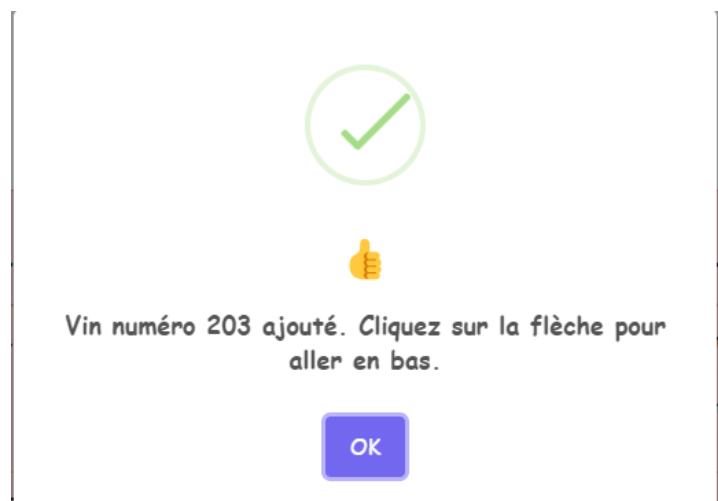 Vin numéro 203 ajouté. Cliquez sur la flèche pour
aller en bas.
OK